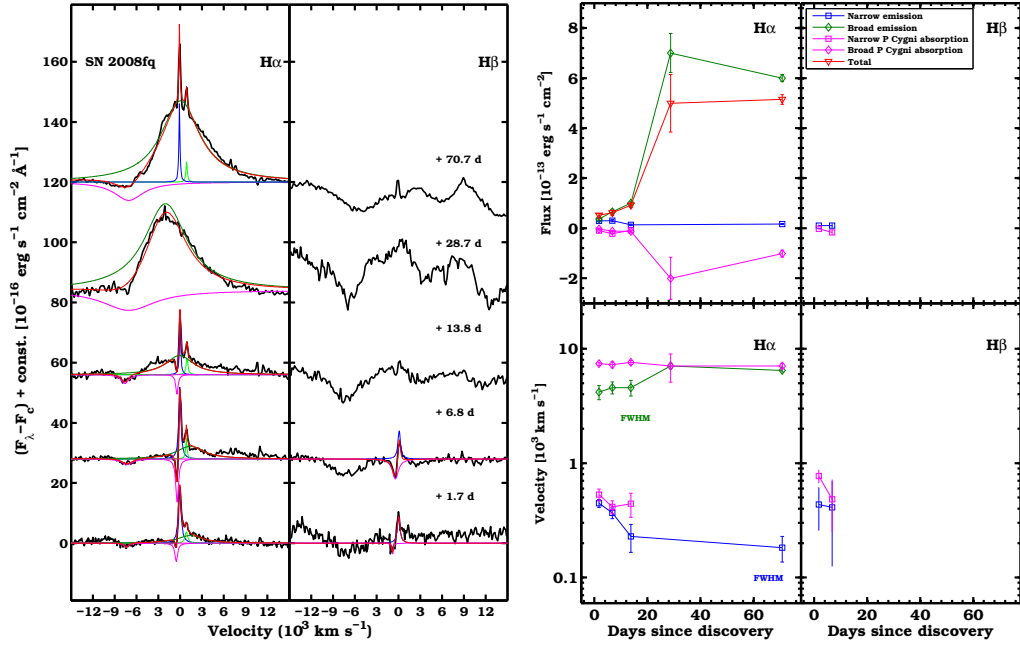 SN 2008fq
Hα
Hβ
+ 70.7 d
+ 28.7 d
+ 13.8 d
+ 6.8 d
+ 1.7 d
160
140
120
100
80
60
40
20
0
(F_λ−F_c) + const. [10⁻¹⁶ erg s⁻¹ cm⁻² Å⁻¹]
−12−9 −6 −3 0 3 6 9 12
−12−9 −6 −3 0 3 6 9 12 15
Velocity (10³ km s⁻¹)
Hα
Hβ
Narrow emission
Broad emission
Narrow P Cygni absorption
Broad P Cygni absorption
Total
8
6
4
2
0
−2
Flux [10⁻¹³ erg s⁻¹ cm⁻²]
Hα
Hβ
FWHM
FWHM
10
1
0.1
Velocity [10³ km s⁻¹]
0 20 40 60 80
0 20 40 60
Days since discovery
Days since discovery